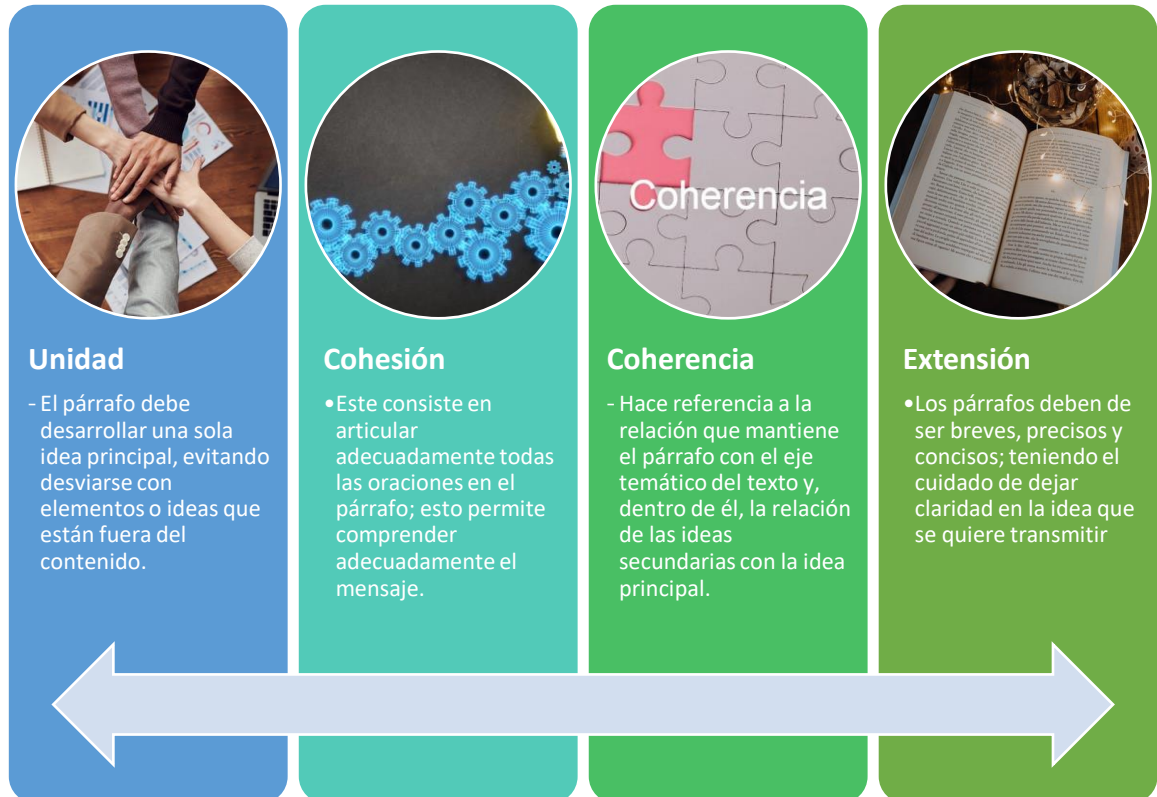 Unidad
- El párrafo debe
desarrollar una sola
idea principal, evitando
desviarse con
elementos o ideas que
están fuera del
contenido.
Cohesión
•Este consiste en
articular
adecuadamente todas
las oraciones en el
párrafo; esto permite
comprender
adecuadamente el
mensaje.
Coherencia
Coherencia
- Hace referencia a la
relación que mantiene
el párrafo con el eje
temático del texto y,
dentro de él, la relación
de las ideas
secundarias con la idea
principal.
Extensión
•Los párrafos deben de
ser breves, precisos y
concisos; teniendo el
cuidado de dejar
claridad en la idea que
se quiere transmitir